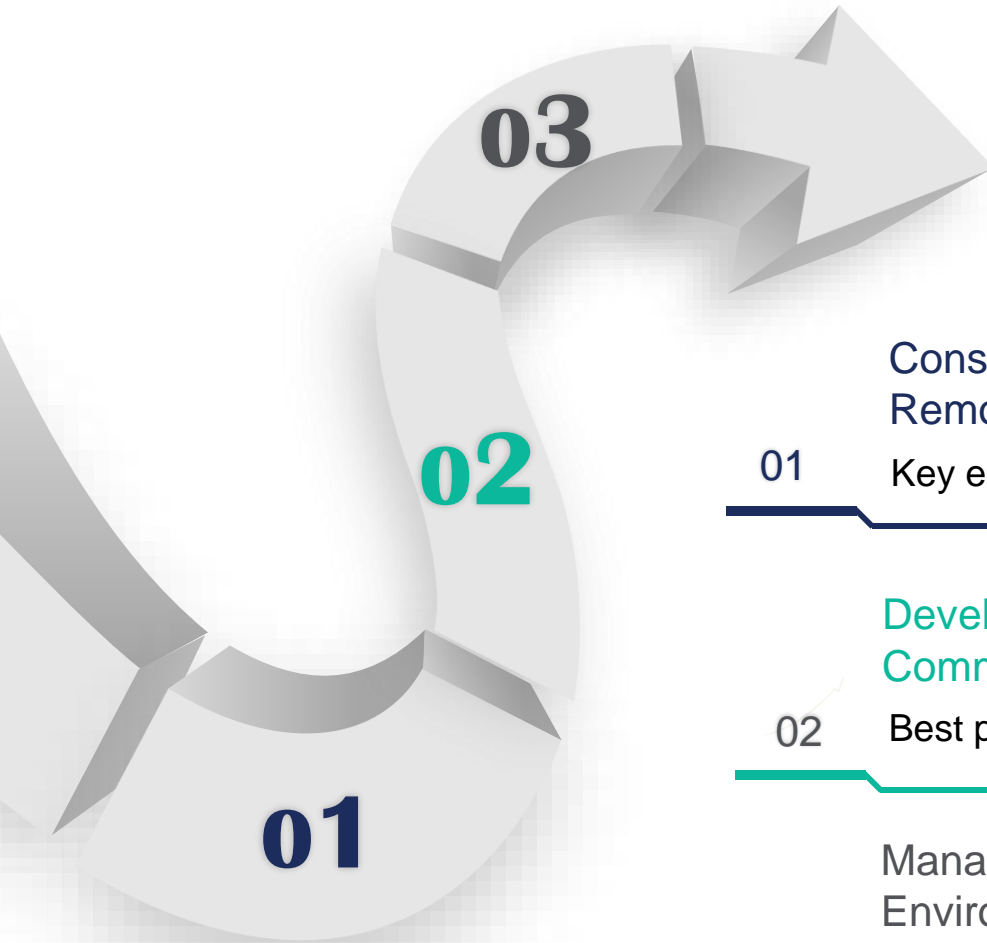 03
02
01
Cons
Remo
01
Key e
Devel
Comm
02
Best p
Mana
Enviro